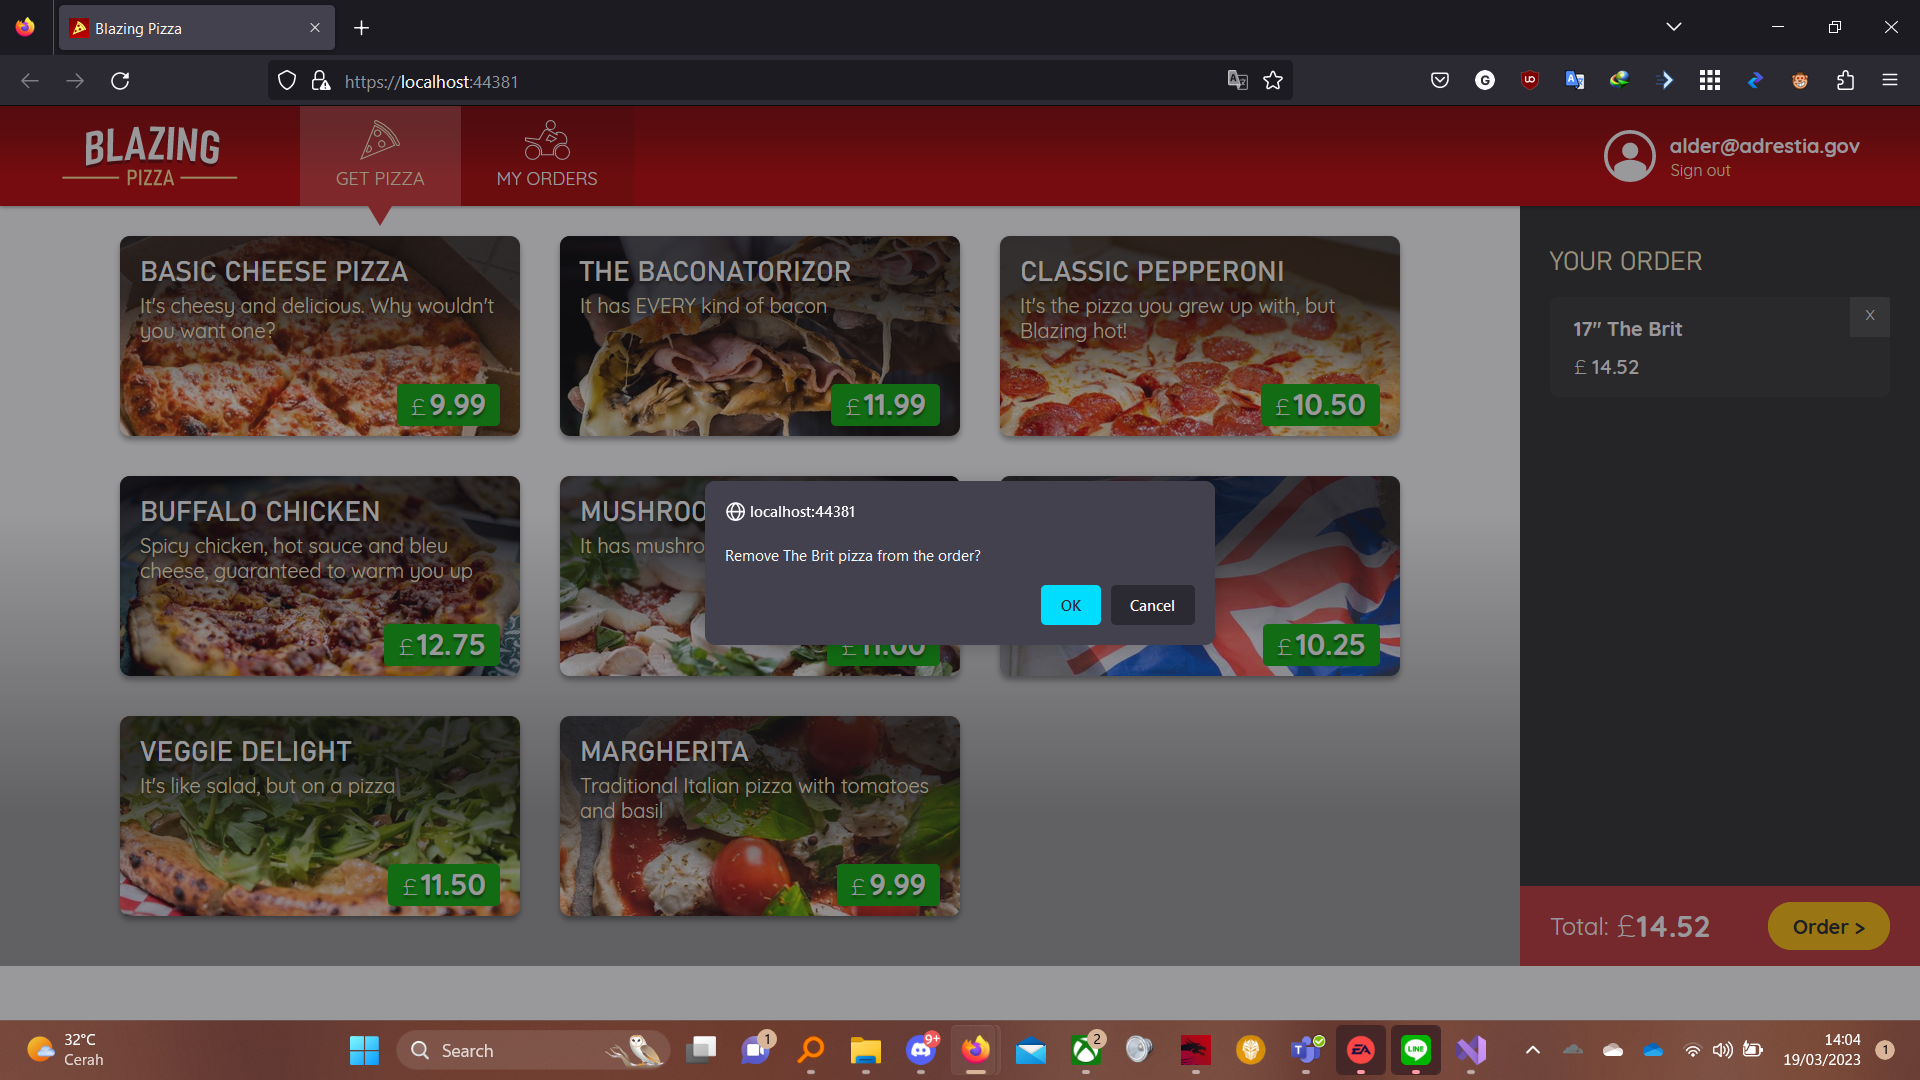 Blazing Pizza
https://localhost:44381
BLAZING
PIZZA
GET PIZZA
MY ORDERS
alder@adrestia.gov
Sign out
BASIC CHEESE PIZZA
It's cheesy and delicious. Why wouldn't
you want one?
£ 9.99
THE BACONATORIZOR
It has EVERY kind of bacon
£ 11.99
CLASSIC PEPPERONI
It's the pizza you grew up with, but
Blazing hot!
£ 10.50
BUFFALO CHICKEN
Spicy chicken, hot sauce and bleu
cheese, guaranteed to warm you up
£ 12.75
MUSHROO
It has mushro
£ 11.00
£ 10.25
localhost:44381
Remove The Brit pizza from the order?
OK
Cancel
VEGGIE DELIGHT
It's like salad, but on a pizza
£ 11.50
MARGHERITA
Traditional Italian pizza with tomatoes
and basil
£ 9.99
YOUR ORDER
X
17" The Brit
£ 14.52
Total: £14.52
Order >
32°C
Cerah
Search
1
9+
2
EA
LINE
14:04
19/03/2023
1